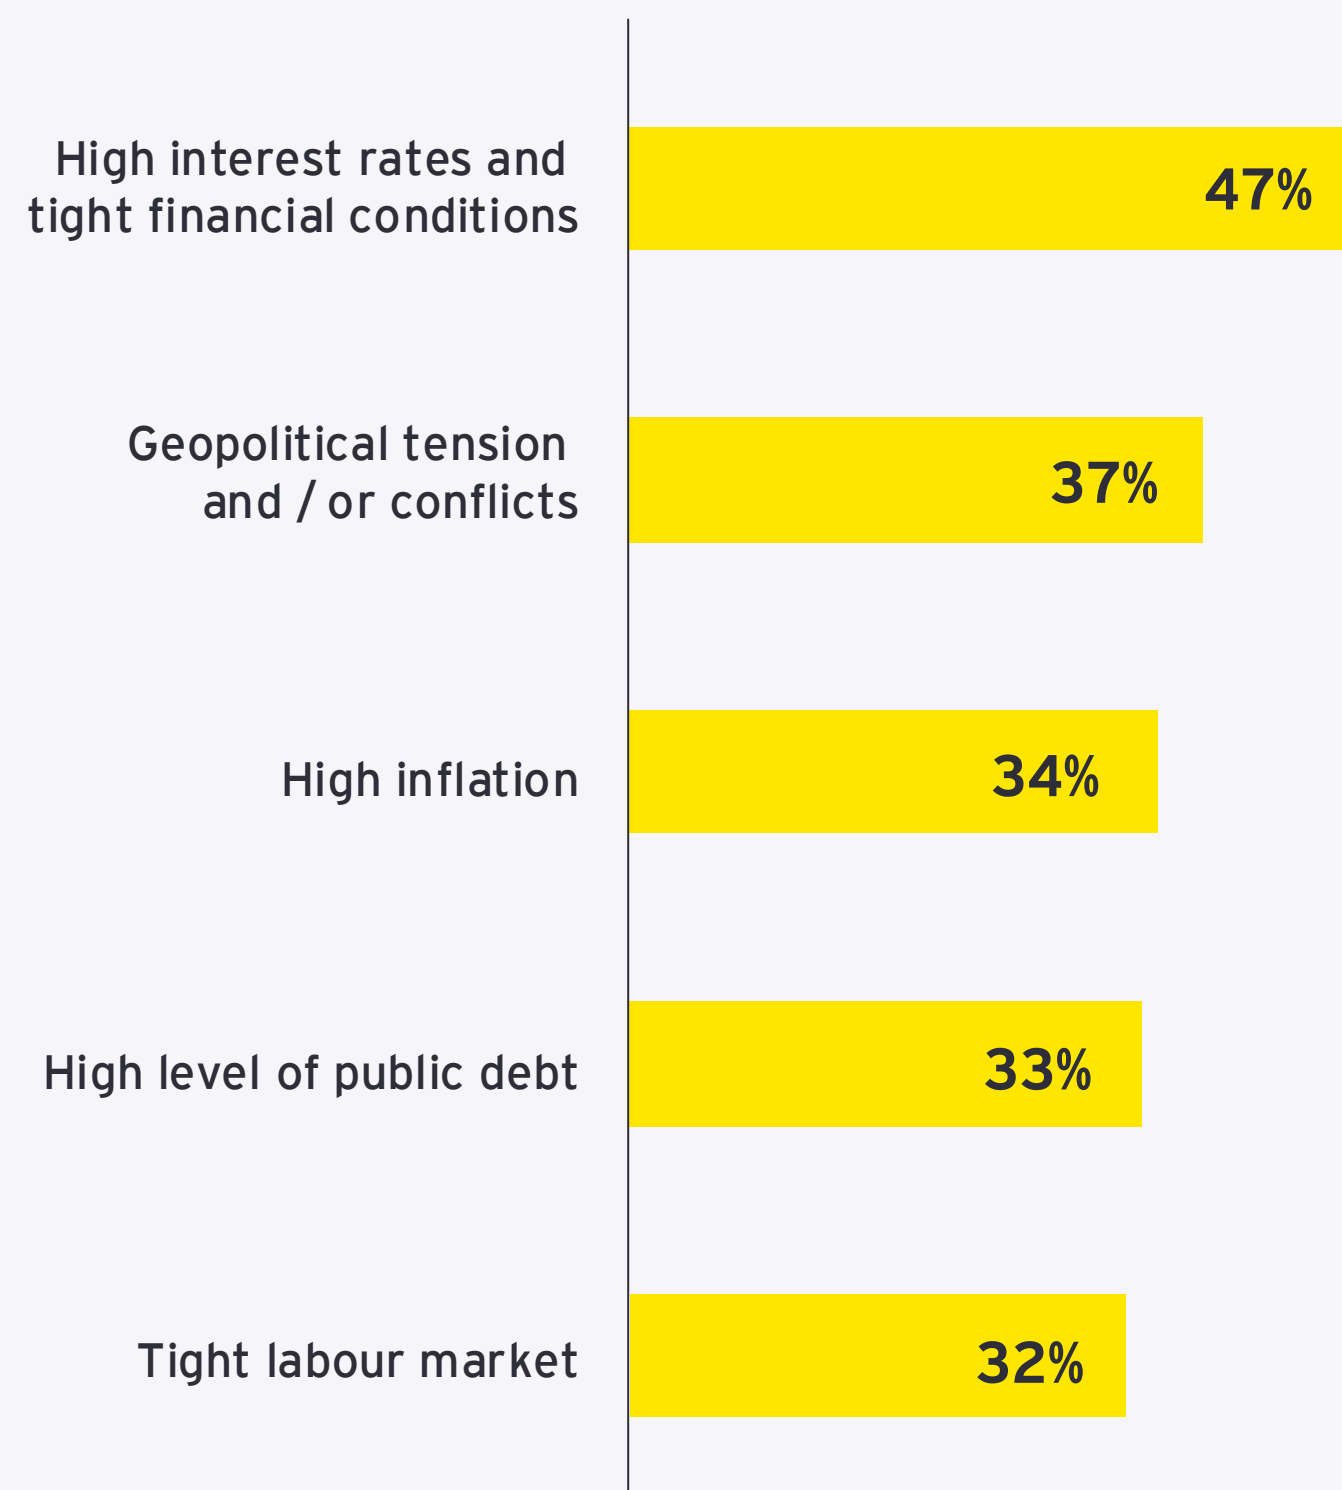 High interest rates and
tight financial conditions
47%
Geopolitical tension
and / or conflicts
37%
High inflation
34%
High level of public debt
33%
Tight labour market
32%